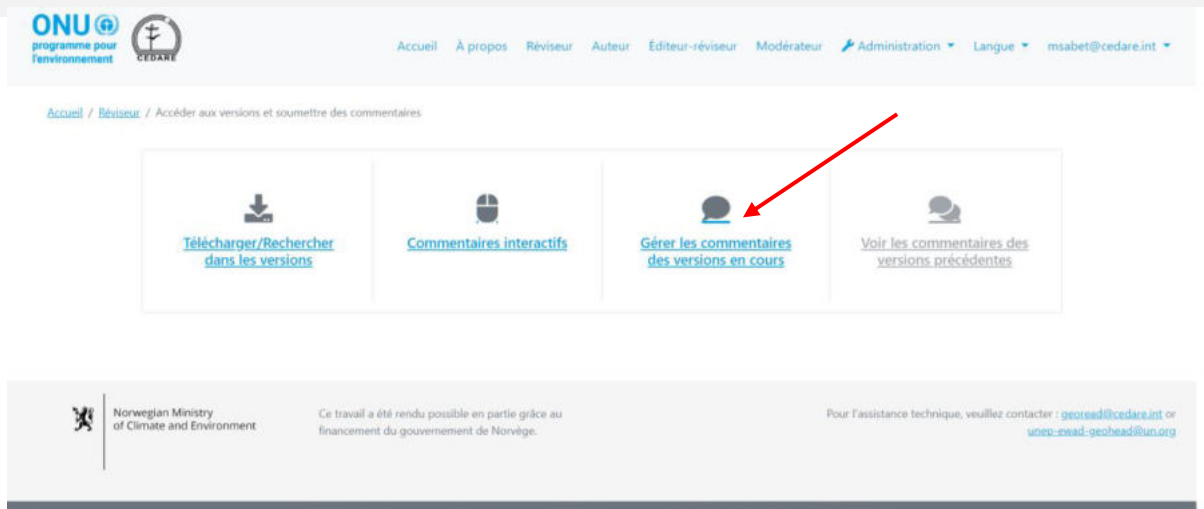 ONU
programme pour
l'environnement
CEDARE
Accueil À propos Réviseur Auteur Éditeur-réviseur Modérateur Administration Langue msabet@cedare.int
Accueil / Réviseur / Accéder aux versions et soumettre des commentaires
Télécharger/Rechercher
dans les versions
Commentaires interactifs
Gérer les commentaires
des versions en cours
Voir les commentaires des
versions précédentes
Norwegian Ministry
of Climate and Environment
Ce travail a été rendu possible en partie grâce au
financement du gouvernement de Norvège.
Pour l'assistance technique, veuillez contacter : georead@cedare.int or
unep-ewad-geohead@un.org